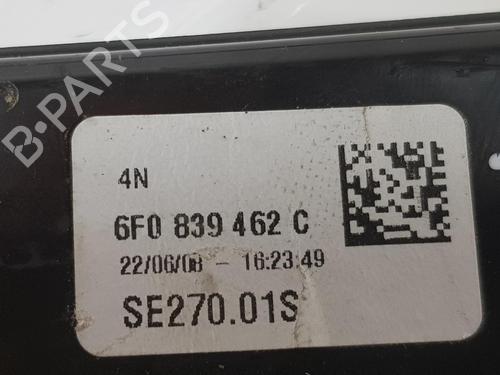 B-PARTS
4N
6F0 839 462 C
22/06/08 - 16:23:49
SE270.01S